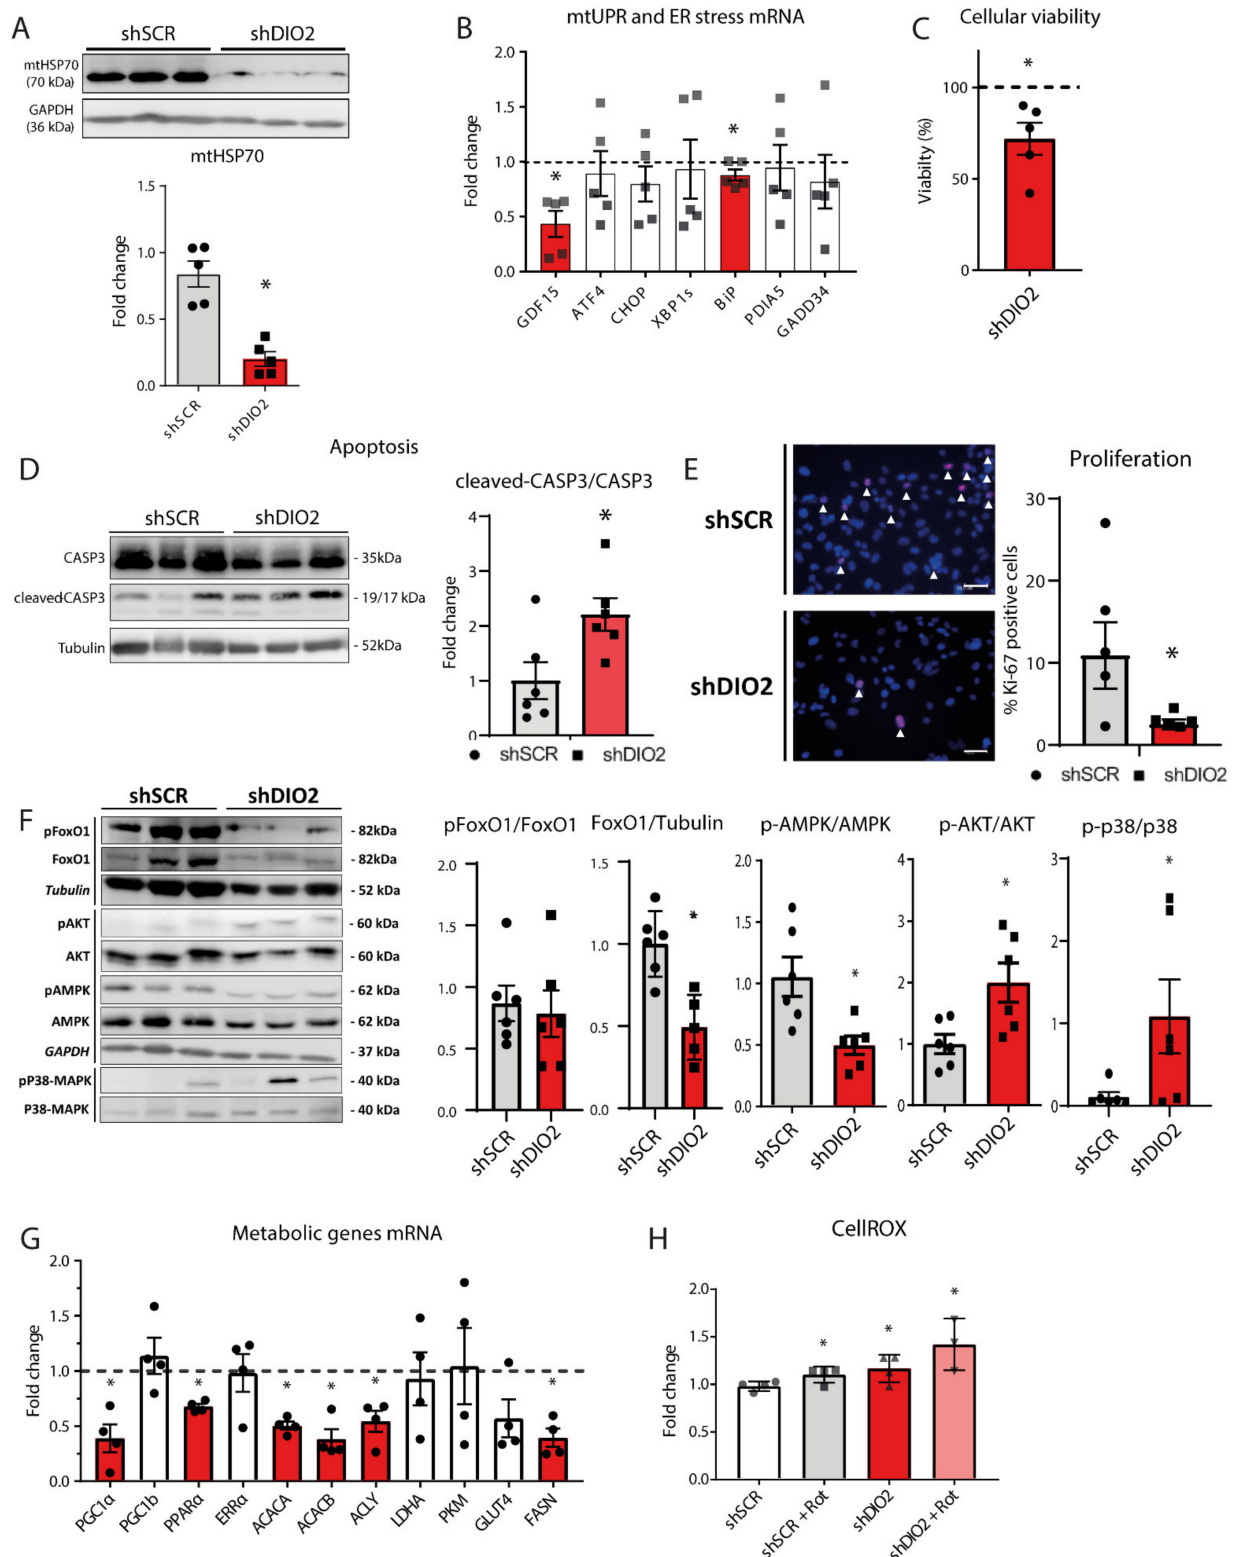 A
shSCR
shDIO2
mtHSP70
(70 kDa)
GAPDH
(36 kDa)
mtHSP70
Fold change
1.5
1.0
0.5
0.0
shSCR
shDIO2
*
B
mtUPR and ER stress mRNA
Fold change
2.0
1.5
1.0
0.5
0.0
*
*
GDF15
ATF4
CHOP
XBP1s
BiP
PDIA5
GADD34
C
Cellular viability
Viabilty (%)
100
50
0
*
shDIO2
Apoptosis
D
shSCR
shDIO2
CASP3
- 35kDa
cleaved-CASP3
- 19/17 kDa
Tubulin
- 52kDa
cleaved-CASP3/CASP3
Fold change
4
3
2
1
0
*
shSCR
shDIO2
E
shSCR
shDIO2
Proliferation
% Ki-67 positive cells
30
20
10
0
*
shSCR
shDIO2
F
shSCR
shDIO2
pFoxO1
- 82kDa
FoxO1
- 82kDa
Tubulin
- 52 kDa
pAKT
- 60 kDa
AKT
- 60 kDa
pAMPK
- 62 kDa
AMPK
- 62 kDa
GAPDH
- 37 kDa
pP38-MAPK
- 40 kDa
P38-MAPK
- 40 kDa
pFoxO1/FoxO1
2.0
1.5
1.0
0.5
0.0
shSCR
shDIO2
FoxO1/Tubulin
1.5
1.0
0.5
0.0
*
shSCR
shDIO2
p-AMPK/AMPK
2.0
1.5
1.0
0.5
0.0
*
shSCR
shDIO2
p-AKT/AKT
4
3
2
1
0
*
shSCR
shDIO2
p-p38/p38
3
2
1
0
*
shSCR
shDIO2
G
Metabolic genes mRNA
Fold change
2.0
1.5
1.0
0.5
0.0
*
*
*
*
*
*
PGC1α
PGC1b
PPARα
ERRα
ACACA
ACACB
ACLY
LDHA
PKM
GLUT4
FASN
H
CellROX
Fold change
2.0
1.5
1.0
0.5
0.0
*
*
*
shSCR
shSCR +Rot
shDIO2
shDIO2 +Rot